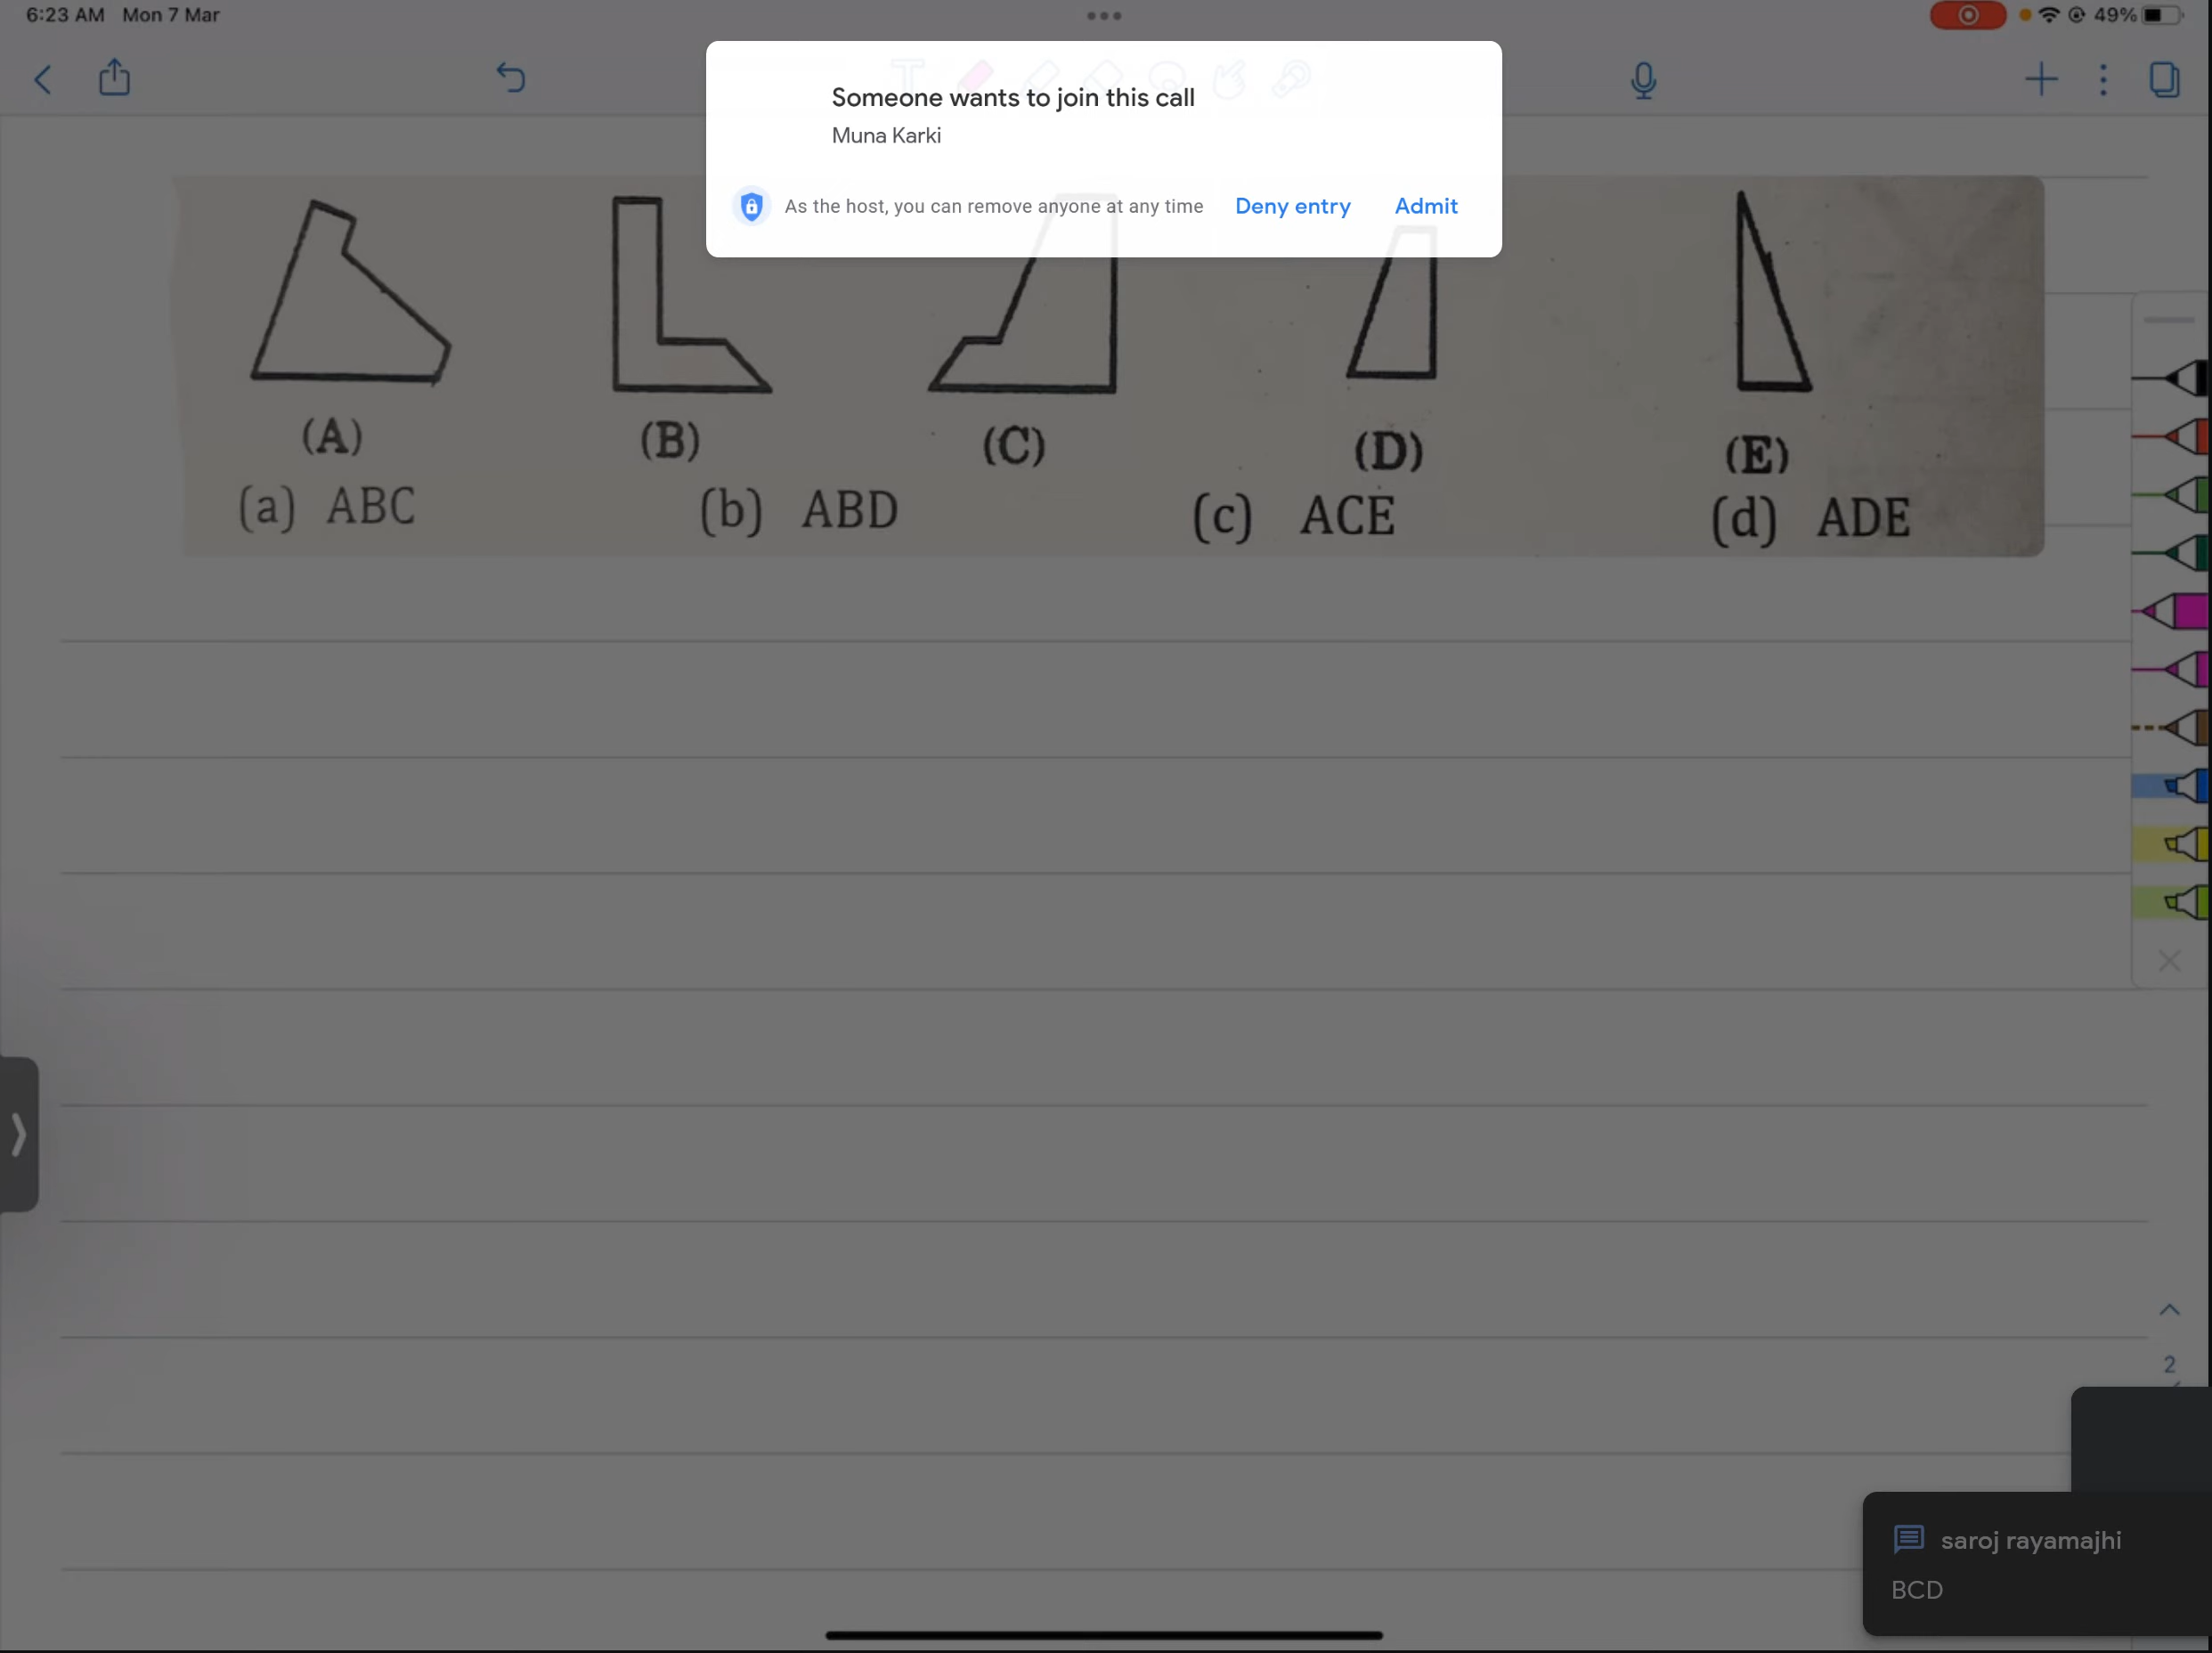 6:23 AM Mon 7 Mar
49%
Someone wants to join this call
Muna Karki
As the host, you can remove anyone at any time Deny entry Admit
(A) (B) (C) (D) (E)
(a) ABC (b) ABD (c) ACE (d) ADE
2
saroj rayamajhi
BCD